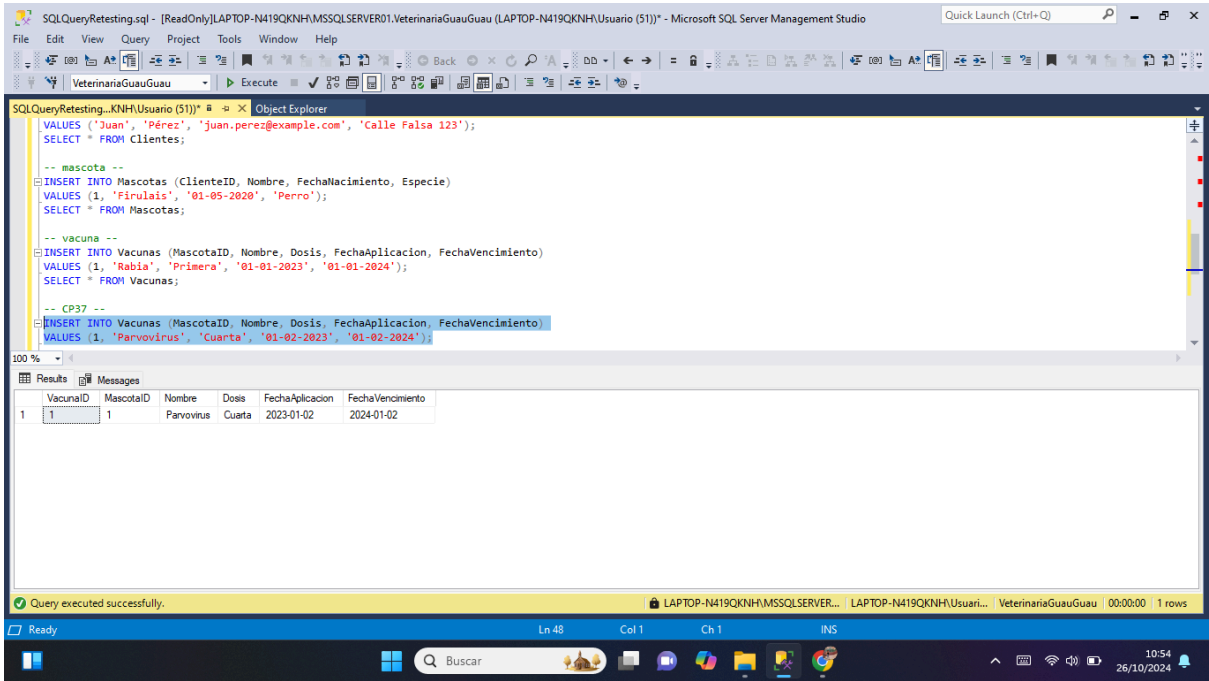 SQLQueryRetesting.sql - [ReadOnly]LAPTOP-N419QKNH\MSSQLSERVER01.VeterinariaGuauGuau (LAPTOP-N419QKNH\Usuario (51))* - Microsoft SQL Server Management Studio
Quick Launch (Ctrl+Q)
File Edit View Query Project Tools Window Help
Back
VeterinariaGuauGuau Execute
SQLQueryRetesting...KNH\Usuario (51))* Object Explorer
VALUES ('Juan', 'Pérez', 'juan.perez@example.com', 'Calle Falsa 123');
SELECT * FROM Clientes;
-- mascota --
INSERT INTO Mascotas (ClienteID, Nombre, FechaNacimiento, Especie)
VALUES (1, 'Firulais', '01-05-2020', 'Perro');
SELECT * FROM Mascotas;
-- vacuna --
INSERT INTO Vacunas (MascotaID, Nombre, Dosis, FechaAplicacion, FechaVencimiento)
VALUES (1, 'Rabia', 'Primera', '01-01-2023', '01-01-2024');
SELECT * FROM Vacunas;
-- CP37 --
INSERT INTO Vacunas (MascotaID, Nombre, Dosis, FechaAplicacion, FechaVencimiento)
VALUES (1, 'Parvovirus', 'Cuarta', '01-02-2023', '01-02-2024');
100 %
Results Messages
VacunaID MascotaID Nombre Dosis FechaAplicacion FechaVencimiento
1 1 1 Parvovirus Cuarta 2023-01-02 2024-01-02
Query executed successfully. LAPTOP-N419QKNH\MSSQLSERVER... LAPTOP-N419QKNH\Usuari... VeterinariaGuauGuau 00:00:00 1 rows
Ready Ln 48 Col 1 Ch 1 INS
Buscar
10:54
26/10/2024